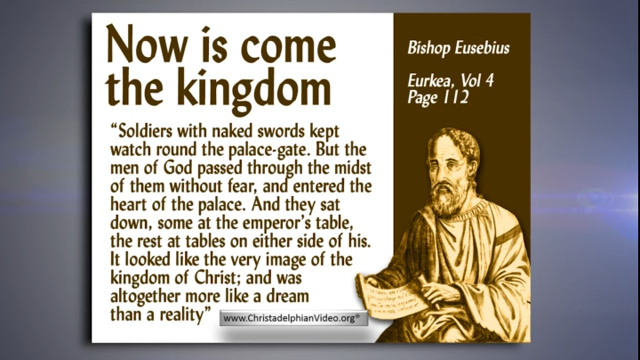 Now is come
the kingdom
“Soldiers with naked swords kept
watch round the palace-gate. But the
men of God passed through the midst
of them without fear, and entered the
heart of the palace. And they sat
down, some at the emperor's table,
the rest at tables on either side of his.
It looked like the very image of the
kingdom of Christ; and was
altogether more like a dream
than a reality”
www.ChristadelphianVideo.org®
Bishop Eusebius
Eurkea, Vol 4
Page 112